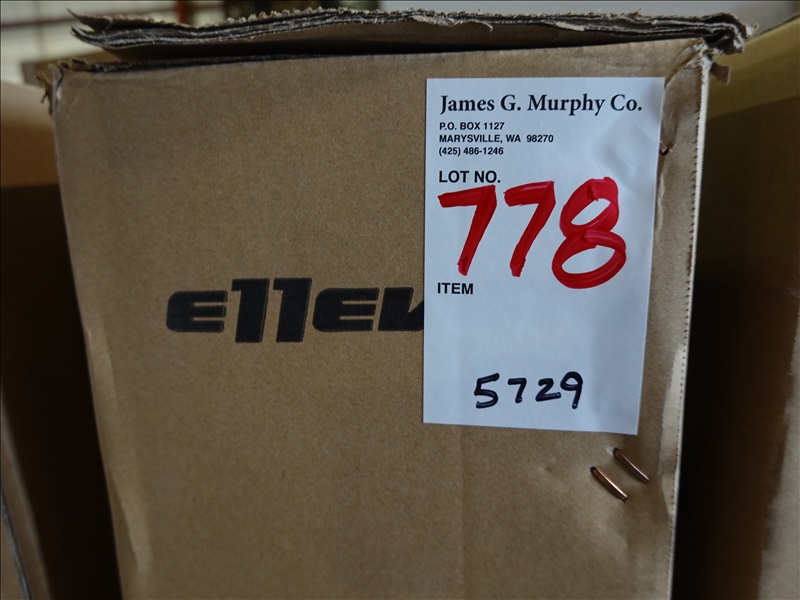 James G. Murphy Co.
P.O. BOX 1127
MARYSVILLE, WA 98270
(425) 486-1246
LOT NO.
778
ITEM
5729